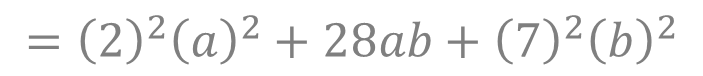 = (2)²(a)² + 28ab + (7)²(b)²